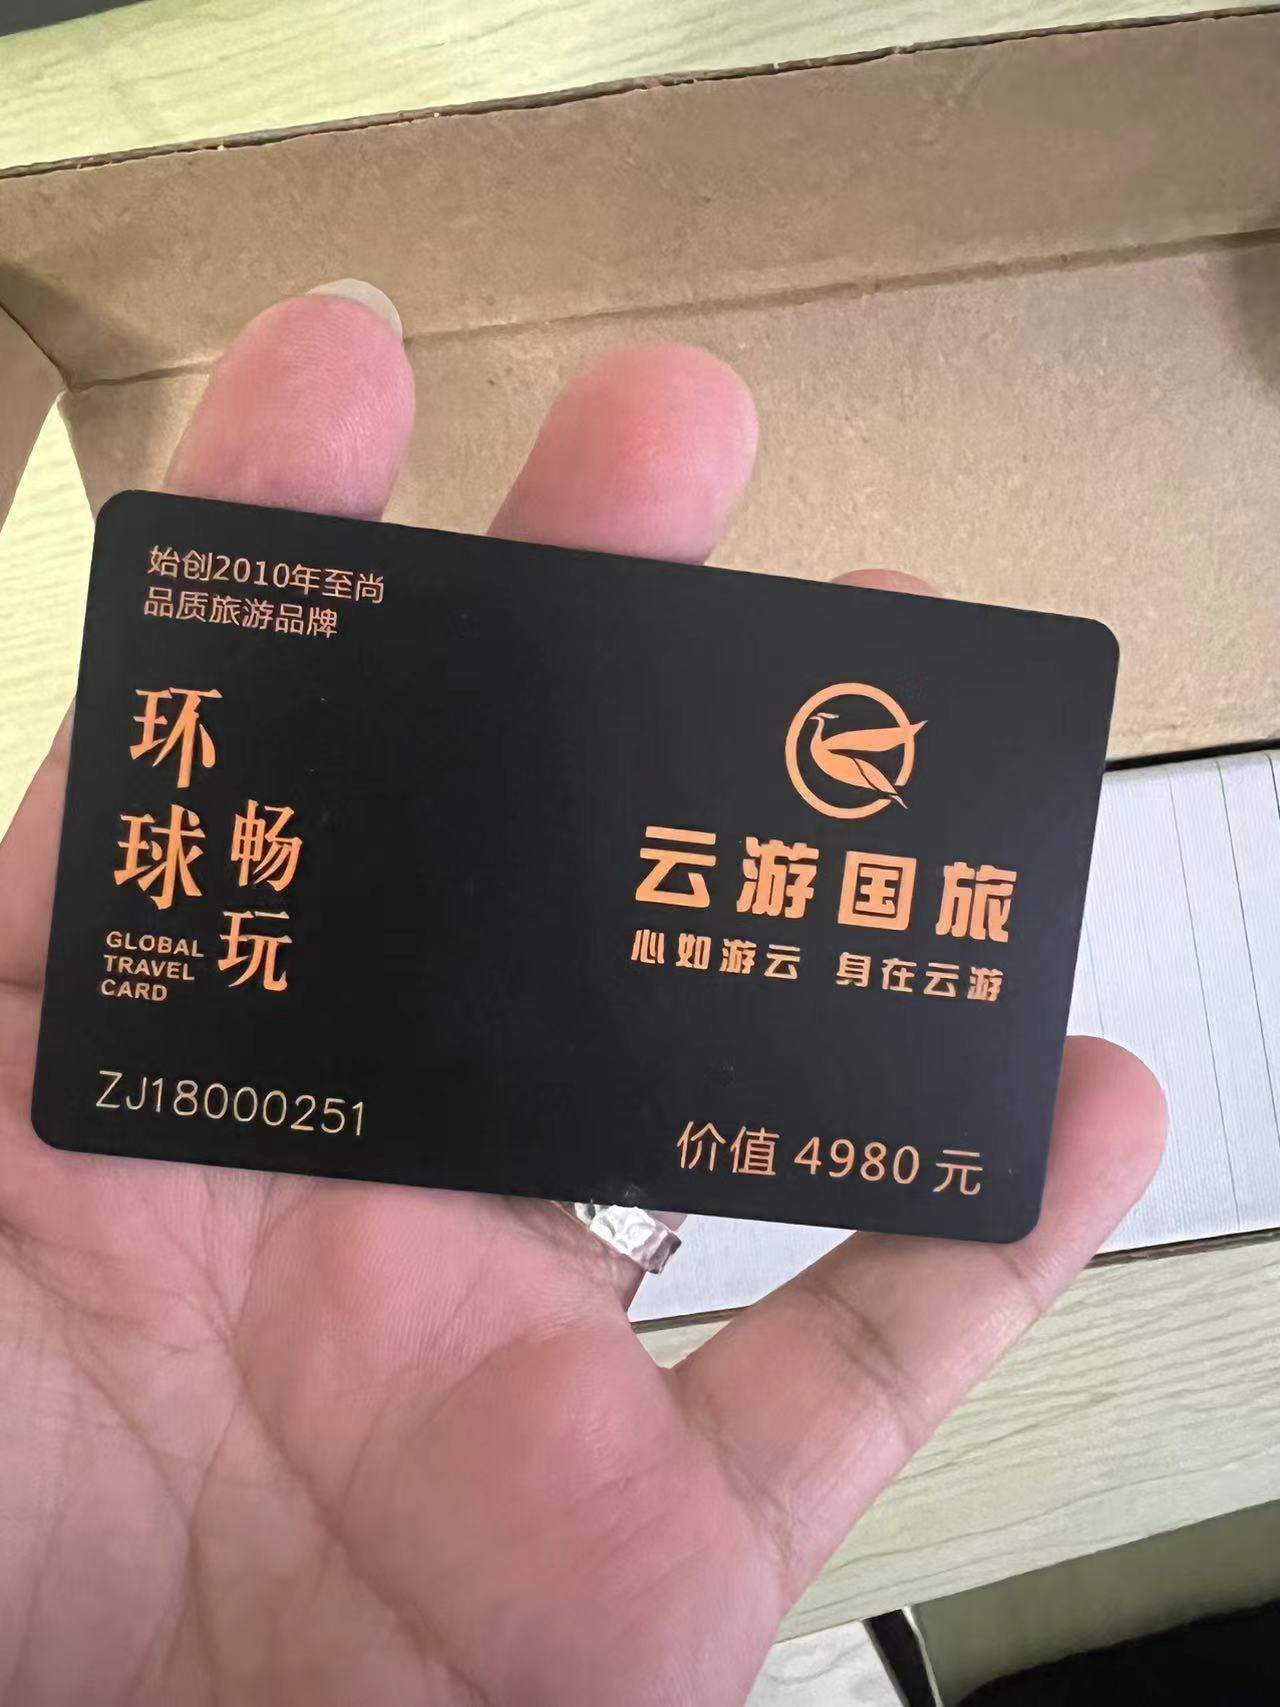 始创2010年至尚
品质旅游品牌
环球
畅玩
GLOBAL
TRAVEL
CARD
云游国旅
心如游云 身在云游
ZJ18000251
价值 4980 元